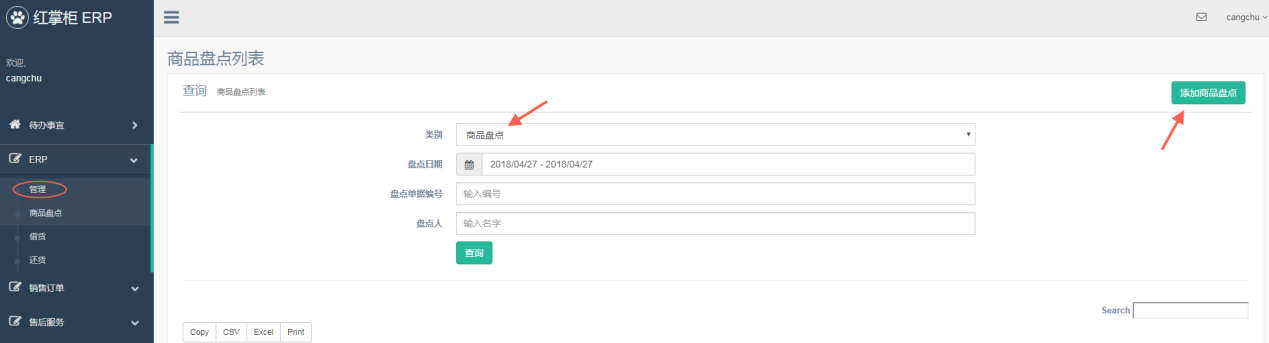 红掌柜 ERP
cangchu
欢迎,
cangchu
待办事宜
ERP
管理
商品盘点
借货
还货
销售订单
售后服务
商品盘点列表
查询 商品盘点列表
添加商品盘点
类别 商品盘点
盘点日期 2018/04/27 - 2018/04/27
盘点单据编号 输入编号
盘点人 输入名字
查询
Search
Copy CSV Excel Print